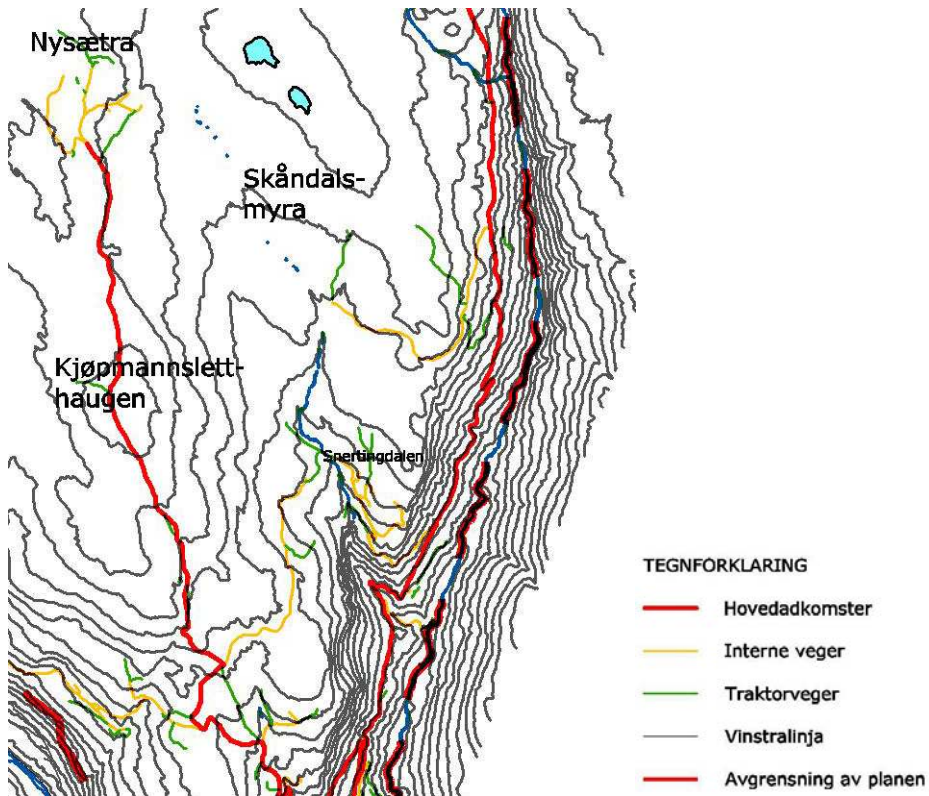 Nysætra
Skåndals-
myra
Kjøpmannslett-
haugen
Snertingdalen
TEGNFORKLARING
Hovedadkomster
Interne veger
Traktorveger
Vinstralinja
Avgrensning av planen